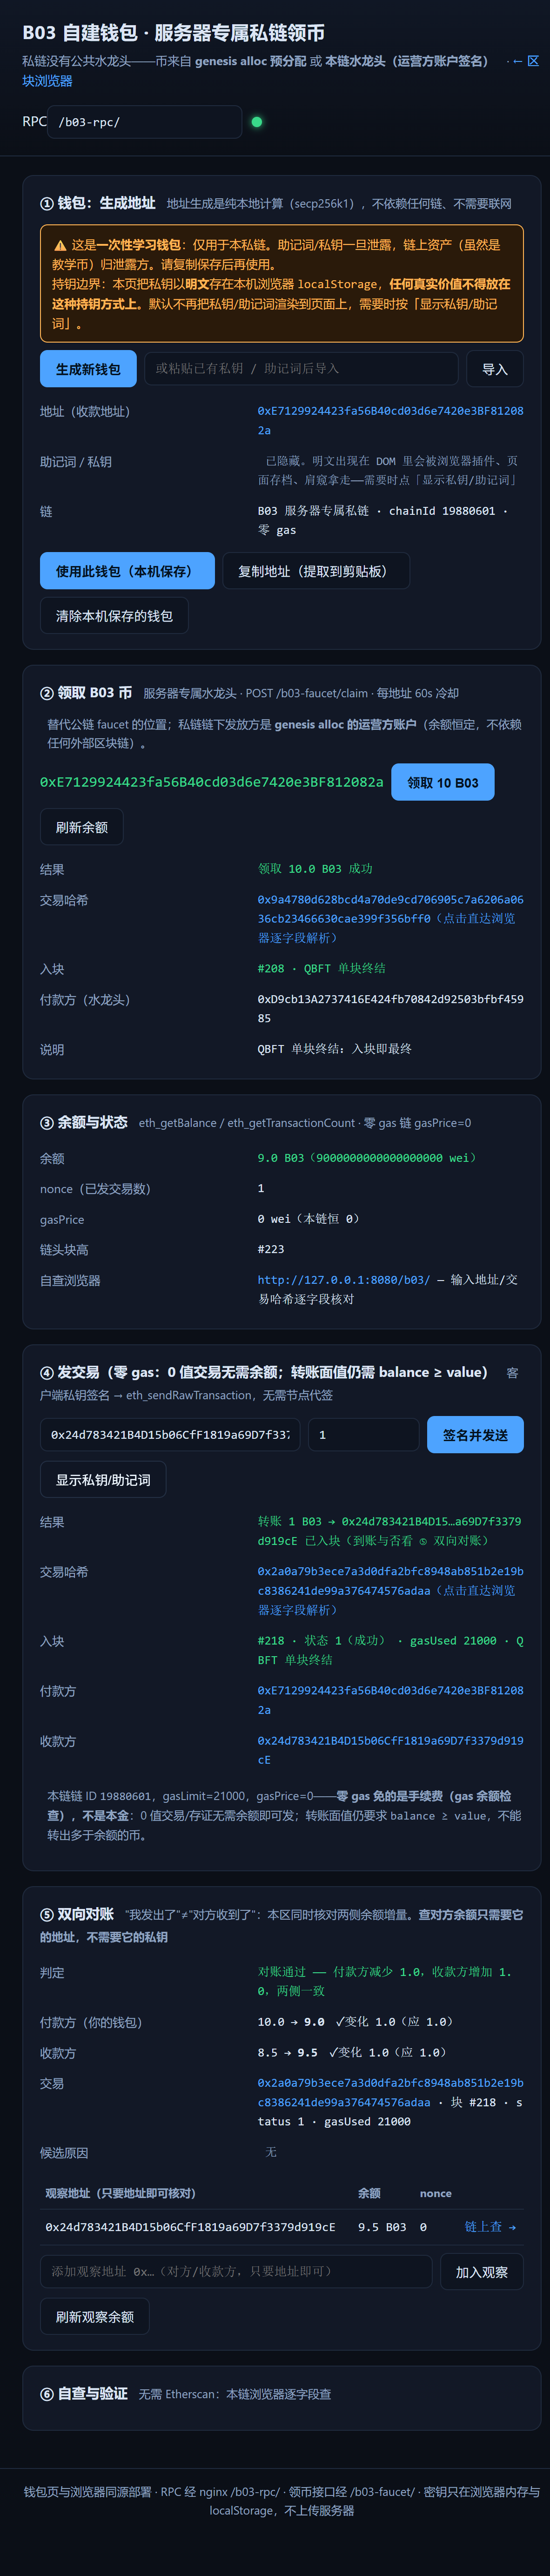 B03 自建钱包 · 服务器专属私链领币
私链没有公共水龙头——币来自 genesis alloc 预分配 或 本链水龙头（运营方账户签名） · ← 区
块浏览器
RPC /b03-rpc/
① 钱包：生成地址 地址生成是纯本地计算（secp256k1），不依赖任何链、不需要联网
⚠️ 这是一次性学习钱包：仅用于本私链。助记词/私钥一旦泄露，链上资产（虽然是
教学币）归泄露方。请复制保存后再使用。
持钥边界：本页把私钥以明文存在本机浏览器 localStorage，任何真实价值不得放在
这种持钥方式上。默认不再把私钥/助记词渲染到页面上，需要时按「显示私钥/助记
词」。
生成新钱包 或粘贴已有私钥 / 助记词后导入 导入
地址（收款地址） 0xE7129924423fa56B40cd03d6e7420e3BF81208
2a
助记词 / 私钥 已隐藏。明文出现在 DOM 里会被浏览器插件、页
面存档、肩窥拿走——需要时点「显示私钥/助记词」
链 B03 服务器专属私链 · chainId 19880601 ·
零 gas
使用此钱包（本机保存） 复制地址（提取到剪贴板）
清除本机保存的钱包
② 领取 B03 币 服务器专属水龙头 · POST /b03-faucet/claim · 每地址 60s 冷却
替代公链 faucet 的位置；私链链下发放方是 genesis alloc 的运营方账户（余额恒定，不依赖
任何外部区块链）。
0xE7129924423fa56B40cd03d6e7420e3BF812082a 领取 10 B03
刷新余额
结果 领取 10.0 B03 成功
交易哈希 0x9a4780d628bcd4a70de9cd706905c7a6206a06
36cb23466630cae399f356bff0（点击直达浏览
器逐字段解析）
入块 #208 · QBFT 单块终结
付款方（水龙头） 0xD9cb13A2737416E424fb70842d92503bfbf459
85
说明 QBFT 单块终结：入块即最终
③ 余额与状态 eth_getBalance / eth_getTransactionCount · 零 gas 链 gasPrice=0
余额 9.0 B03（9000000000000000000 wei）
nonce（已发交易数） 1
gasPrice 0 wei（本链恒 0）
链头块高 #223
自查浏览器 http://127.0.0.1:8080/b03/ — 输入地址/交
易哈希逐字段核对
④ 发交易（零 gas：0 值交易无需余额；转账面值仍需 balance ≥ value） 客
户端私钥签名 → eth_sendRawTransaction，无需节点代签
0x24d783421B4D15b06CfF1819a69D7f337 1 签名并发送
显示私钥/助记词
结果 转账 1 B03 → 0x24d783421B4D15…a69D7f3379
d919cE 已入块（到账与否看 ⑤ 双向对账）
交易哈希 0x2a0a79b3ece7a3d0dfa2bfc8948ab851b2e19b
c8386241de99a376474576adaa（点击直达浏览
器逐字段解析）
入块 #218 · 状态 1（成功） · gasUsed 21000 · Q
BFT 单块终结
付款方 0xE7129924423fa56B40cd03d6e7420e3BF81208
2a
收款方 0x24d783421B4D15b06CfF1819a69D7f3379d919
cE
本链链 ID 19880601，gasLimit=21000，gasPrice=0——零 gas 免的是手续费（gas 余额检
查），不是本金：0 值交易/存证无需余额即可发；转账面值仍要求 balance ≥ value，不能
转出多于余额的币。
⑤ 双向对账 "我发出了"≠"对方收到了"：本区同时核对两侧余额增量。查对方余额只需要它
的地址，不需要它的私钥
判定 对账通过 —— 付款方减少 1.0，收款方增加 1.
0，两侧一致
付款方（你的钱包） 10.0 → 9.0 ✓变化 1.0（应 1.0）
收款方 8.5 → 9.5 ✓变化 1.0（应 1.0）
交易 0x2a0a79b3ece7a3d0dfa2bfc8948ab851b2e19b
c8386241de99a376474576adaa · 块 #218 · s
tatus 1 · gasUsed 21000
候选原因 无
观察地址（只要地址即可核对） 余额 nonce
0x24d783421B4D15b06CfF1819a69D7f3379d919cE 9.5 B03 0 链上查 →
添加观察地址 0x…（对方/收款方，只要地址即可） 加入观察
刷新观察余额
⑥ 自查与验证 无需 Etherscan：本链浏览器逐字段查
钱包页与浏览器同源部署 · RPC 经 nginx /b03-rpc/ · 领币接口经 /b03-faucet/ · 密钥只在浏览器内存与
localStorage，不上传服务器